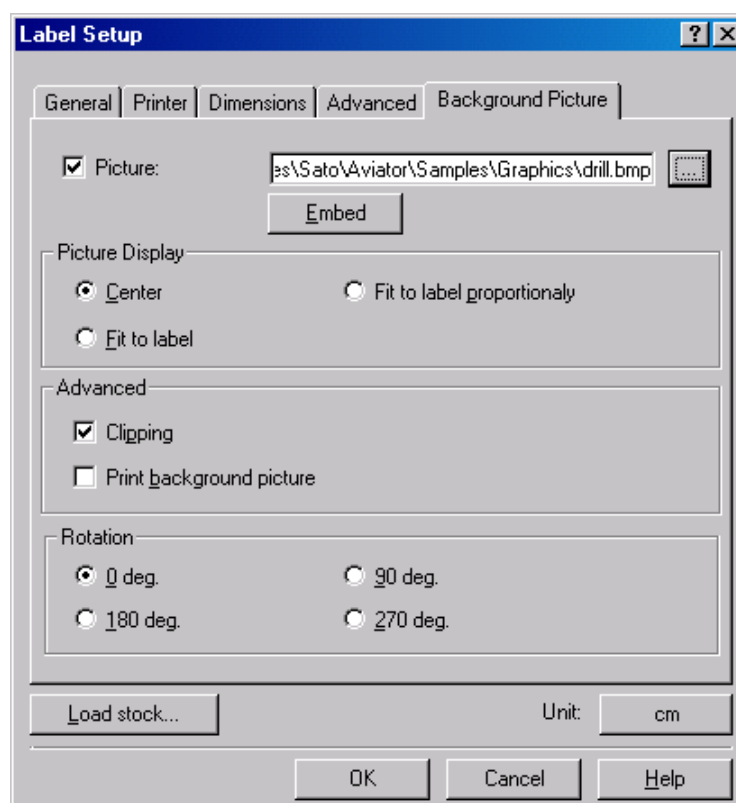 Label Setup
General Printer Dimensions Advanced Background Picture
Picture: es\Sato\Aviator\Samples\Graphics\drill.bmp ...
Embed
Picture Display
Center Fit to label proportionaly
Fit to label
Advanced
Clipping
Print background picture
Rotation
0 deg. 90 deg.
180 deg. 270 deg.
Load stock... Unit: cm
OK Cancel Help